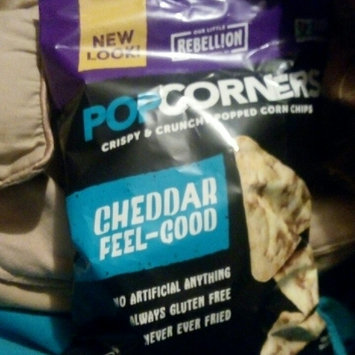 NEW
LOOK!
OUR LITTLE
REBELLION
POPCORNERS
CRISPY & CRUNCHY POPPED CORN CHIPS
CHEDDAR
FEEL-GOOD
NO ARTIFICIAL ANYTHING
ALWAYS GLUTEN FREE
NEVER EVER FRIED